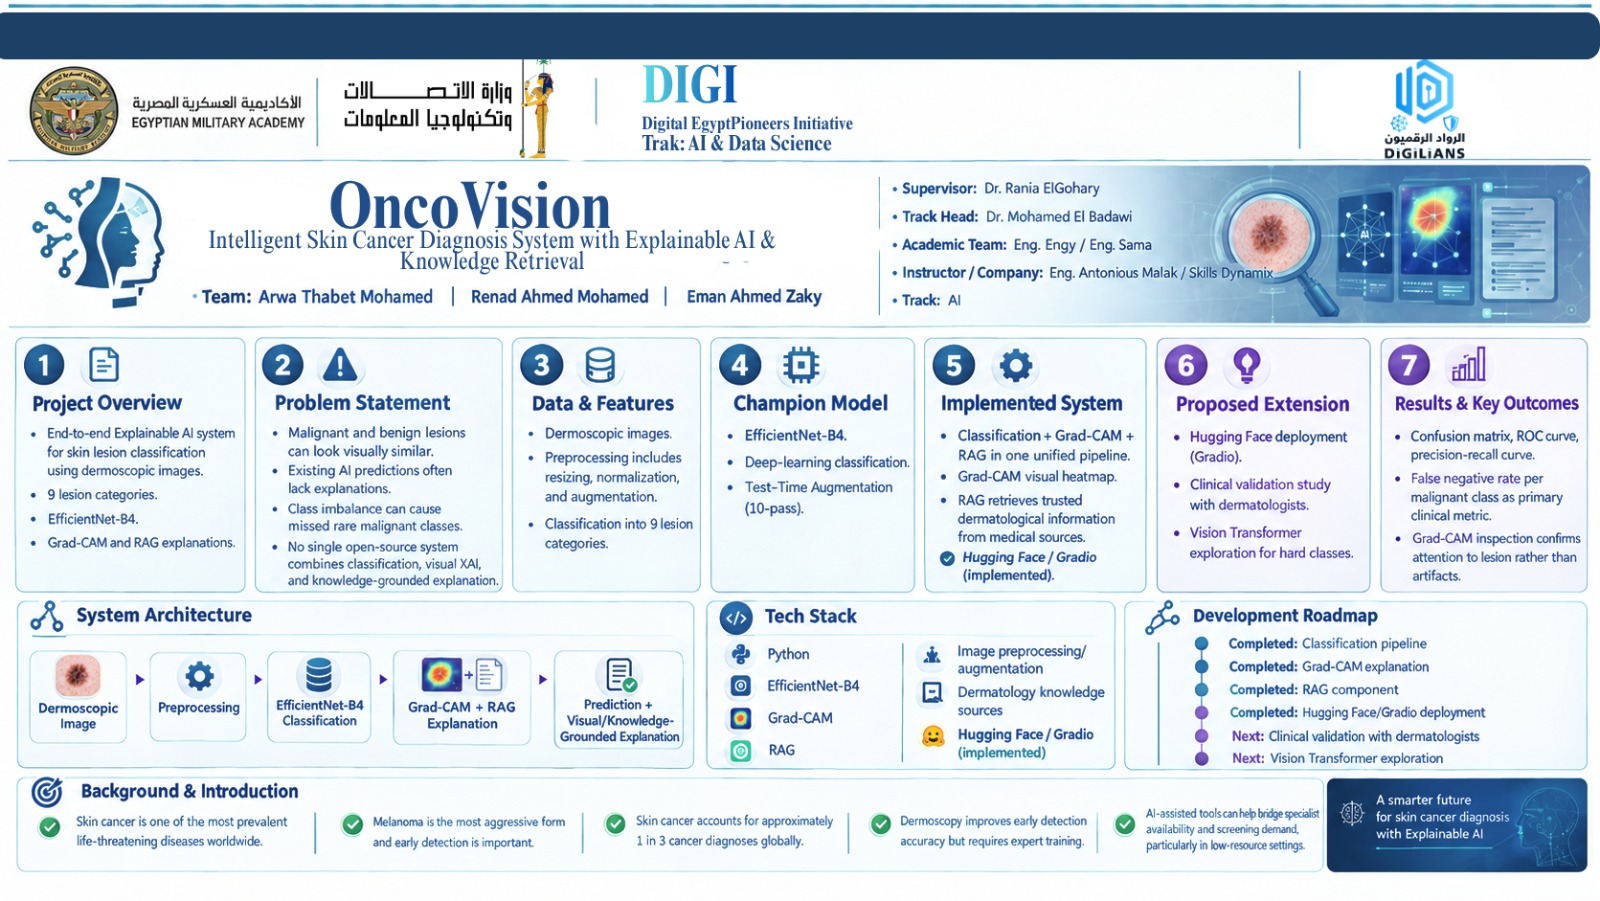 الأكاديمية العسكرية المصرية
EGYPTIAN MILITARY ACADEMY
وزارة الاتصـــــالات
وتكنولوجيا المعلومات
DIGI
Digital EgyptPioneers Initiative
Trak: AI & Data Science
الرواد الرقميون
DiGiLiANS
OncoVision
Intelligent Skin Cancer Diagnosis System with Explainable AI &
Knowledge Retrieval
• Team: Arwa Thabet Mohamed | Renad Ahmed Mohamed | Eman Ahmed Zaky
• Supervisor: Dr. Rania ElGohary
• Track Head: Dr. Mohamed El Badawi
• Academic Team: Eng. Engy / Eng. Sama
• Instructor / Company: Eng. Antonious Malak / Skills Dynamix
• Track: AI
AI
1
Project Overview
• End-to-end Explainable AI system
for skin lesion classification
using dermoscopic images.
• 9 lesion categories.
• EfficientNet-B4.
• Grad-CAM and RAG explanations.
2
Problem Statement
• Malignant and benign lesions
can look visually similar.
• Existing AI predictions often
lack explanations.
• Class imbalance can cause
missed rare malignant classes.
• No single open-source system
combines classification, visual XAI,
and knowledge-grounded explanation.
3
Data & Features
• Dermoscopic images.
• Preprocessing includes
resizing, normalization,
and augmentation.
• Classification into 9 lesion
categories.
4
Champion Model
• EfficientNet-B4.
• Deep-learning classification.
• Test-Time Augmentation
(10-pass).
5
Implemented System
• Classification + Grad-CAM +
RAG in one unified pipeline.
• Grad-CAM visual heatmap.
• RAG retrieves trusted
dermatological information
from medical sources.
Hugging Face / Gradio
(implemented).
6
Proposed Extension
• Hugging Face deployment
(Gradio).
• Clinical validation study
with dermatologists.
• Vision Transformer
exploration for hard classes.
7
Results & Key Outcomes
• Confusion matrix, ROC curve,
precision-recall curve.
• False negative rate per
malignant class as primary
clinical metric.
• Grad-CAM inspection confirms
attention to lesion rather than
artifacts.
System Architecture
Dermoscopic
Image
Preprocessing
EfficientNet-B4
Classification
+
Grad-CAM + RAG
Explanation
Prediction +
Visual/Knowledge-
Grounded Explanation
</>
Tech Stack
Python
EfficientNet-B4
Grad-CAM
RAG
Image preprocessing/
augmentation
Dermatology knowledge
sources
Hugging Face / Gradio
(implemented)
Development Roadmap
Completed: Classification pipeline
Completed: Grad-CAM explanation
Completed: RAG component
Completed: Hugging Face/Gradio deployment
Next: Clinical validation with dermatologists
Next: Vision Transformer exploration
Background & Introduction
Skin cancer is one of the most prevalent
life-threatening diseases worldwide.
Melanoma is the most aggressive form
and early detection is important.
Skin cancer accounts for approximately
1 in 3 cancer diagnoses globally.
Dermoscopy improves early detection
accuracy but requires expert training.
AI-assisted tools can help bridge specialist
availability and screening demand,
particularly in low-resource settings.
A smarter future
for skin cancer diagnosis
with Explainable AI